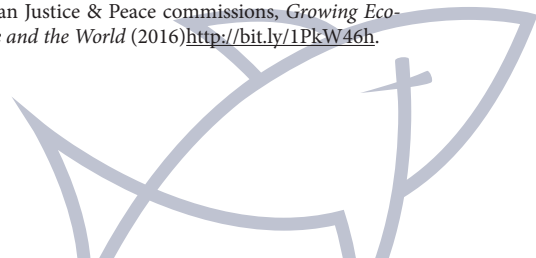 an Justice & Peace commissions, Growing Eco-
and the World (2016)http://bit.ly/1PkW46h.